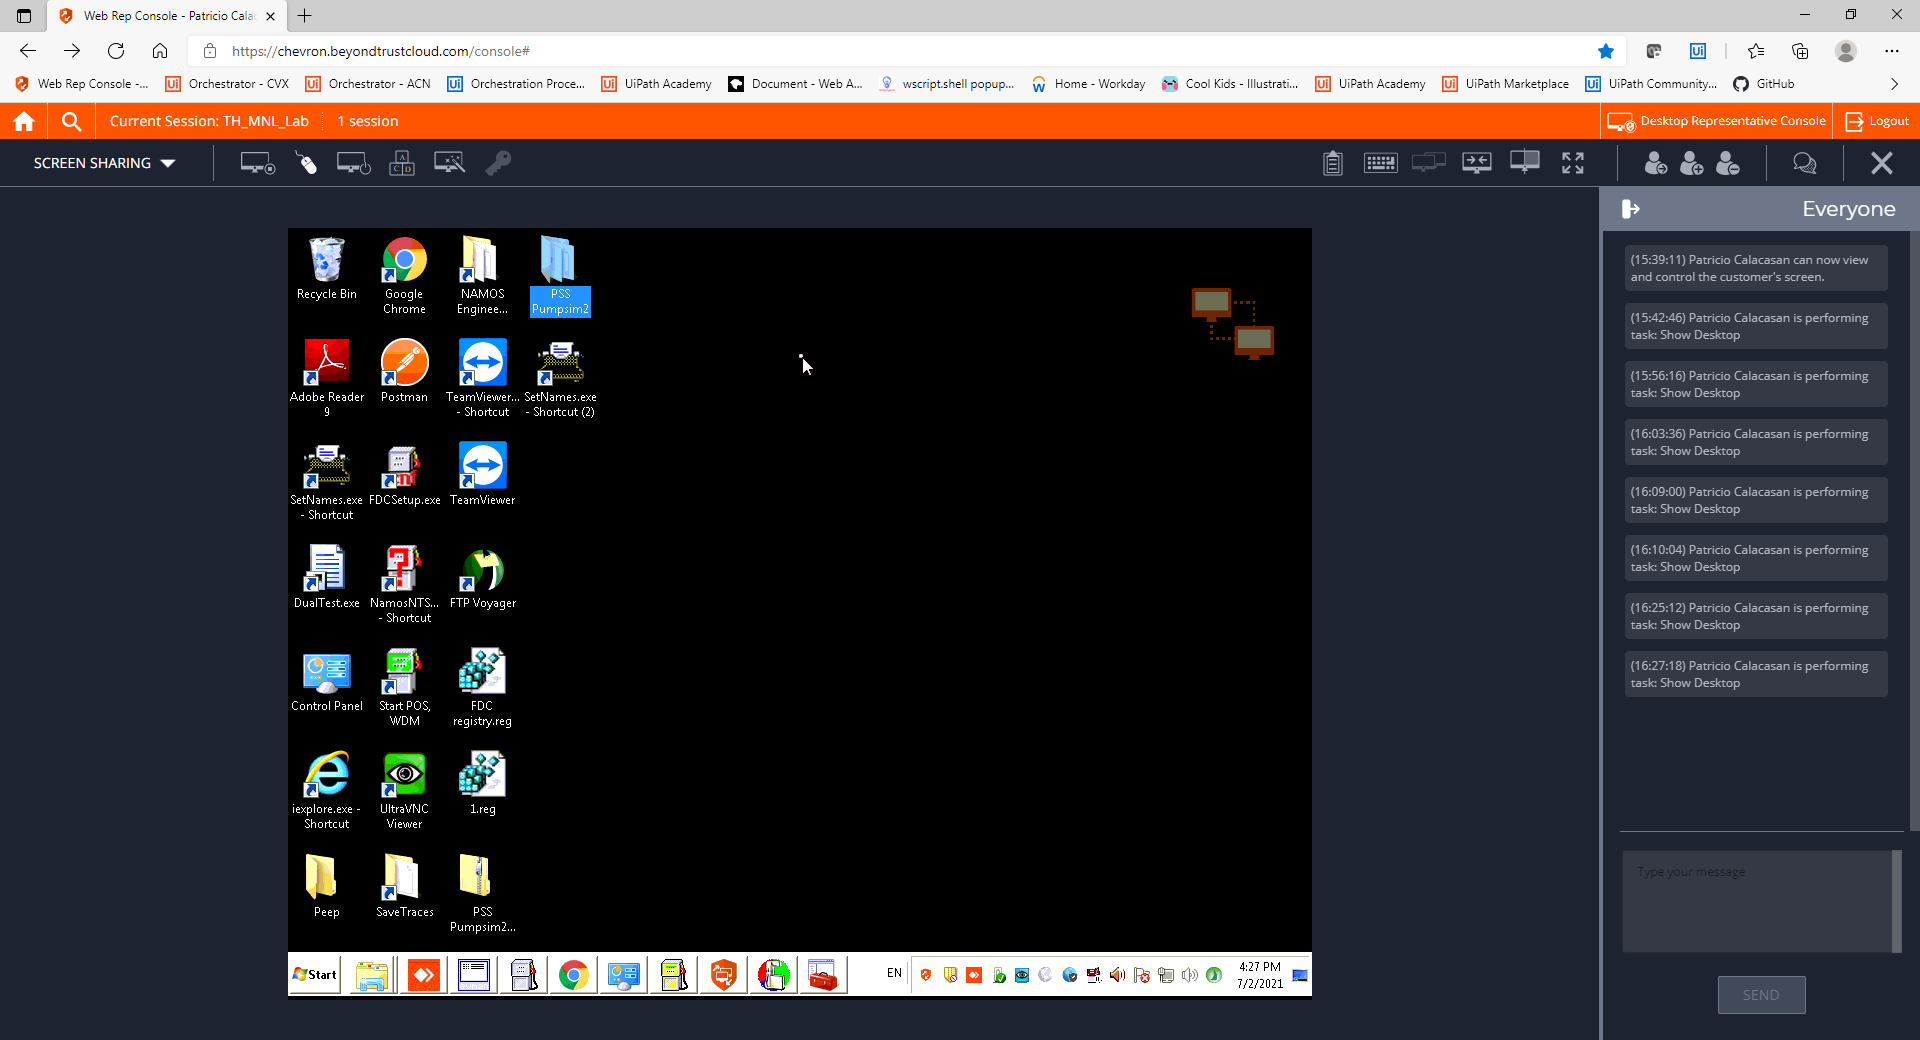 Web Rep Console - Patricio Cala
https://chevron.beyondtrustcloud.com/console#
Web Rep Console -...
Orchestrator - CVX
Orchestrator - ACN
Orchestration Proce...
UiPath Academy
Document - Web A...
wscript.shell popup...
Home - Workday
Cool Kids - Illustrati...
UiPath Academy
UiPath Marketplace
UiPath Community...
GitHub
Current Session: TH_MNL_Lab
1 session
Desktop Representative Console
Logout
SCREEN SHARING
Everyone
(15:39:11) Patricio Calacasan can now view
and control the customer's screen.
(15:42:46) Patricio Calacasan is performing
task: Show Desktop
(15:56:16) Patricio Calacasan is performing
task: Show Desktop
(16:03:36) Patricio Calacasan is performing
task: Show Desktop
(16:09:00) Patricio Calacasan is performing
task: Show Desktop
(16:10:04) Patricio Calacasan is performing
task: Show Desktop
(16:25:12) Patricio Calacasan is performing
task: Show Desktop
(16:27:18) Patricio Calacasan is performing
task: Show Desktop
Type your message
SEND
Recycle Bin
Google
Chrome
NAMOS
Enginee...
PSS
Pumpsim2
Adobe Reader
9
Postman
TeamViewer...
- Shortcut
SetNames.exe
- Shortcut (2)
SetNames.exe
- Shortcut
FDCSetup.exe
TeamViewer
DualTest.exe
NamosNTS...
- Shortcut
FTP Voyager
Control Panel
Start POS,
WDM
FDC
registry.reg
iexplore.exe -
Shortcut
UltraVNC
Viewer
1.reg
Peep
SaveTraces
PSS
Pumpsim2...
Start
EN
4:27 PM
7/2/2021